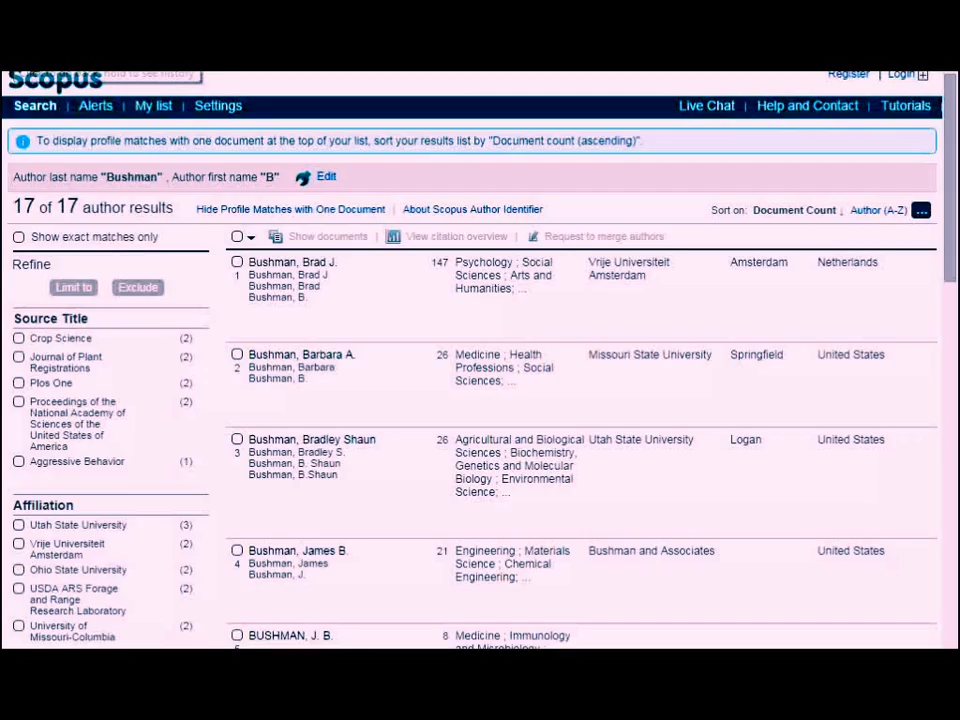 Scopus
Register | Login
Search | Alerts | My list | Settings Live Chat | Help and Contact | Tutorials
To display profile matches with one document at the top of your list, sort your results list by "Document count (ascending)".
Author last name "Bushman" , Author first name "B" Edit
17 of 17 author results Hide Profile Matches with One Document | About Scopus Author Identifier Sort on: Document Count ↓ Author (A-Z) ...
Show exact matches only
Show documents | View citation overview | Request to merge authors
Refine
Limit to Exclude
Source Title
Crop Science (2)
Journal of Plant (2)
Registrations
Plos One (2)
Proceedings of the (2)
National Academy of
Sciences of the
United States of
America
Aggressive Behavior (1)
Affiliation
Utah State University (3)
Vrije Universiteit (2)
Amsterdam
Ohio State University (2)
USDA ARS Forage (2)
and Range
Research Laboratory
University of (2)
Missouri-Columbia
Bushman, Brad J. 147 Psychology ; Social Vrije Universiteit Amsterdam Netherlands
1 Bushman, Brad J Sciences ; Arts and Amsterdam
Bushman, Brad Humanities; ...
Bushman, B.
Bushman, Barbara A. 26 Medicine ; Health Missouri State University Springfield United States
2 Bushman, Barbara Professions ; Social
Bushman, B. Sciences; ...
Bushman, Bradley Shaun 26 Agricultural and Biological Utah State University Logan United States
3 Bushman, Bradley S. Sciences ; Biochemistry,
Bushman, B. Shaun Genetics and Molecular
Bushman, B.Shaun Biology ; Environmental
Science; ...
Bushman, James B. 21 Engineering ; Materials Bushman and Associates United States
4 Bushman, James Science ; Chemical
Bushman, J. Engineering; ...
BUSHMAN, J. B. 8 Medicine ; Immunology
and Microbiology